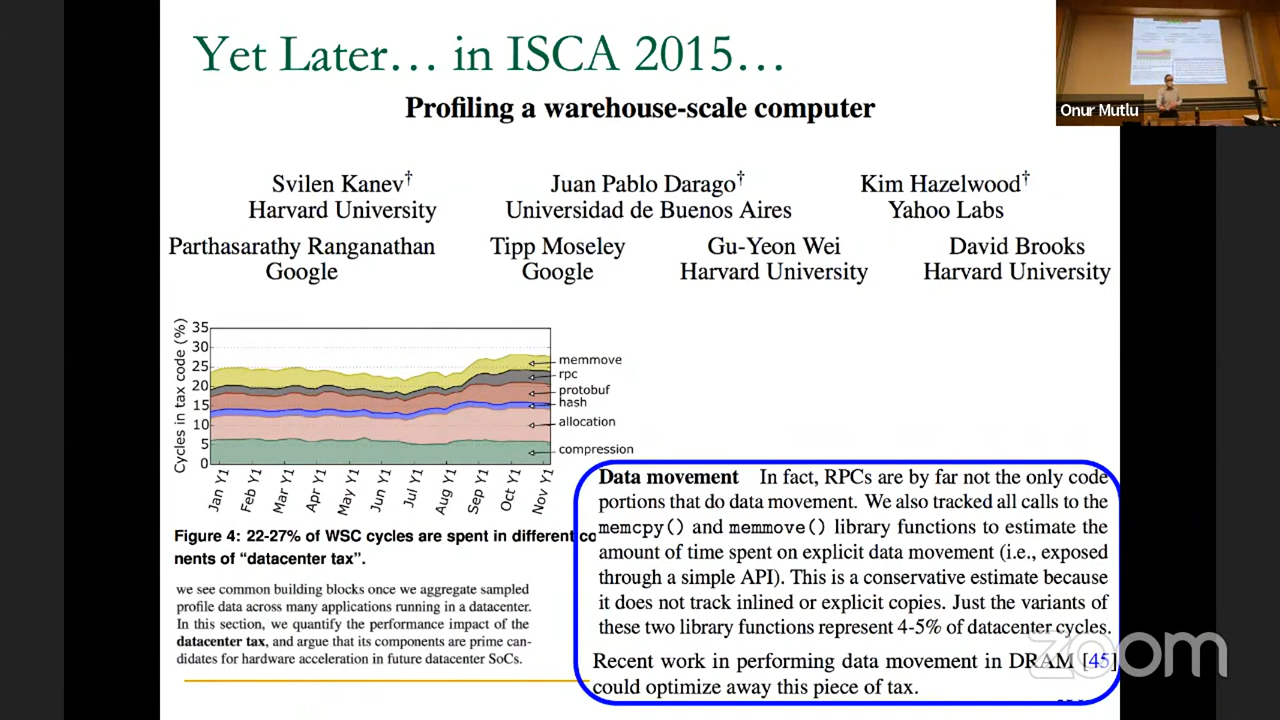 Yet Later… in ISCA 2015…
Onur Mutlu
Profiling a warehouse-scale computer
Svilen Kanev† Juan Pablo Darago† Kim Hazelwood†
Harvard University Universidad de Buenos Aires Yahoo Labs
Parthasarathy Ranganathan Tipp Moseley Gu-Yeon Wei David Brooks
Google Google Harvard University Harvard University
Cycles in tax code (%)
35
30
25
20
15
10
5
0
memmove
rpc
protobuf
hash
allocation
compression
Jan Y1 Feb Y1 Mar Y1 Apr Y1 May Y1 Jun Y1 Jul Y1 Aug Y1 Sep Y1 Oct Y1 Nov Y1
Figure 4: 22-27% of WSC cycles are spent in different co
nents of “datacenter tax”.
we see common building blocks once we aggregate sampled
profile data across many applications running in a datacenter.
In this section, we quantify the performance impact of the
datacenter tax, and argue that its components are prime can-
didates for hardware acceleration in future datacenter SoCs.
Data movement In fact, RPCs are by far not the only code
portions that do data movement. We also tracked all calls to the
memcpy() and memmove() library functions to estimate the
amount of time spent on explicit data movement (i.e., exposed
through a simple API). This is a conservative estimate because
it does not track inlined or explicit copies. Just the variants of
these two library functions represent 4-5% of datacenter cycles.
Recent work in performing data movement in DRAM [45]
could optimize away this piece of tax.
zoom